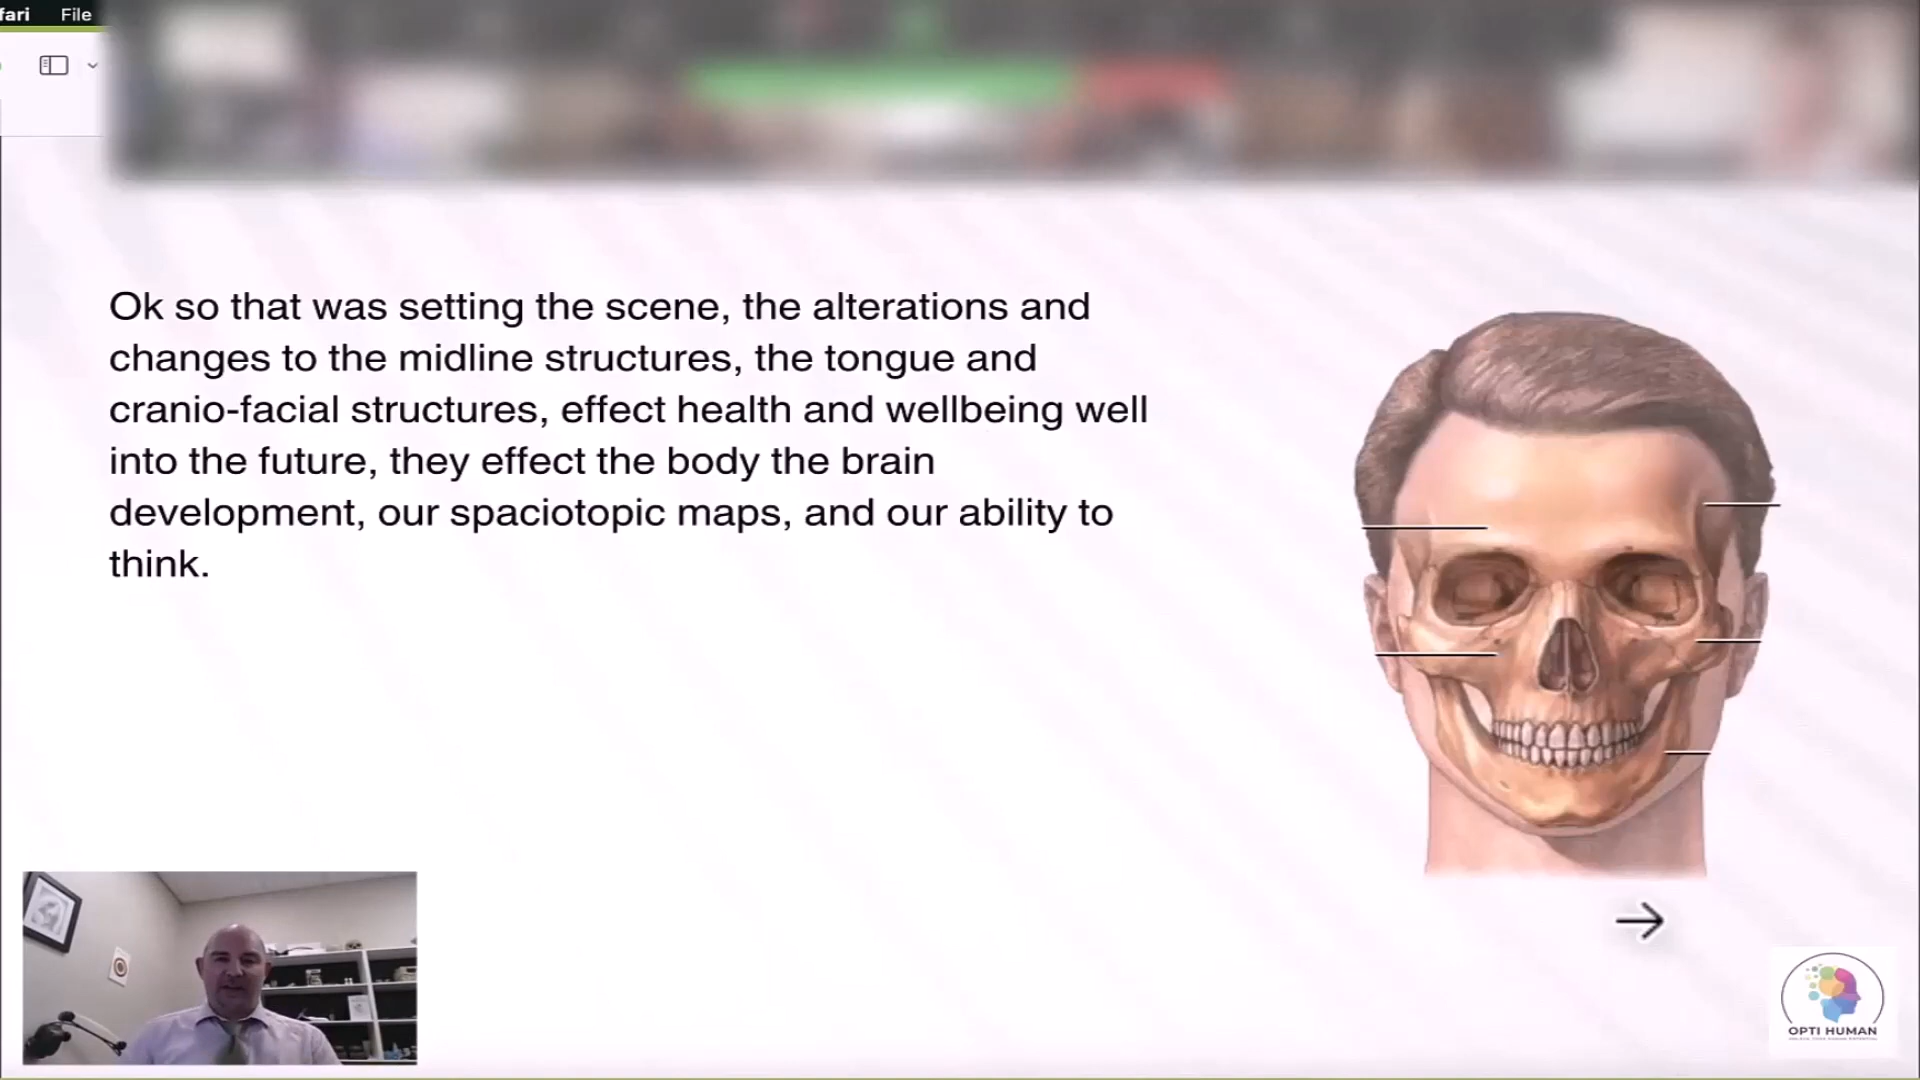 fari File
Ok so that was setting the scene, the alterations and
changes to the midline structures, the tongue and
cranio-facial structures, effect health and wellbeing well
into the future, they effect the body the brain
development, our spaciotopic maps, and our ability to
think.
OPTI HUMAN